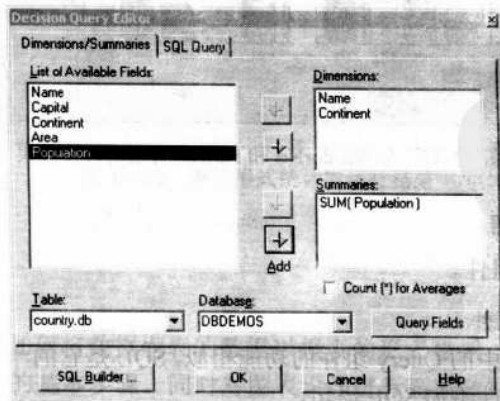 Decision Query Editor
Dimensions/Summaries
SQL Query
List of Available Fields:
Name
Capital
Continent
Area
Population
Dimensions:
Name
Continent
Summaries:
SUM( Population )
Add
Count (*) for Averages
Table:
country.db
Database:
DBDEMOS
Query Fields
SQL Builder ...
OK
Cancel
Help